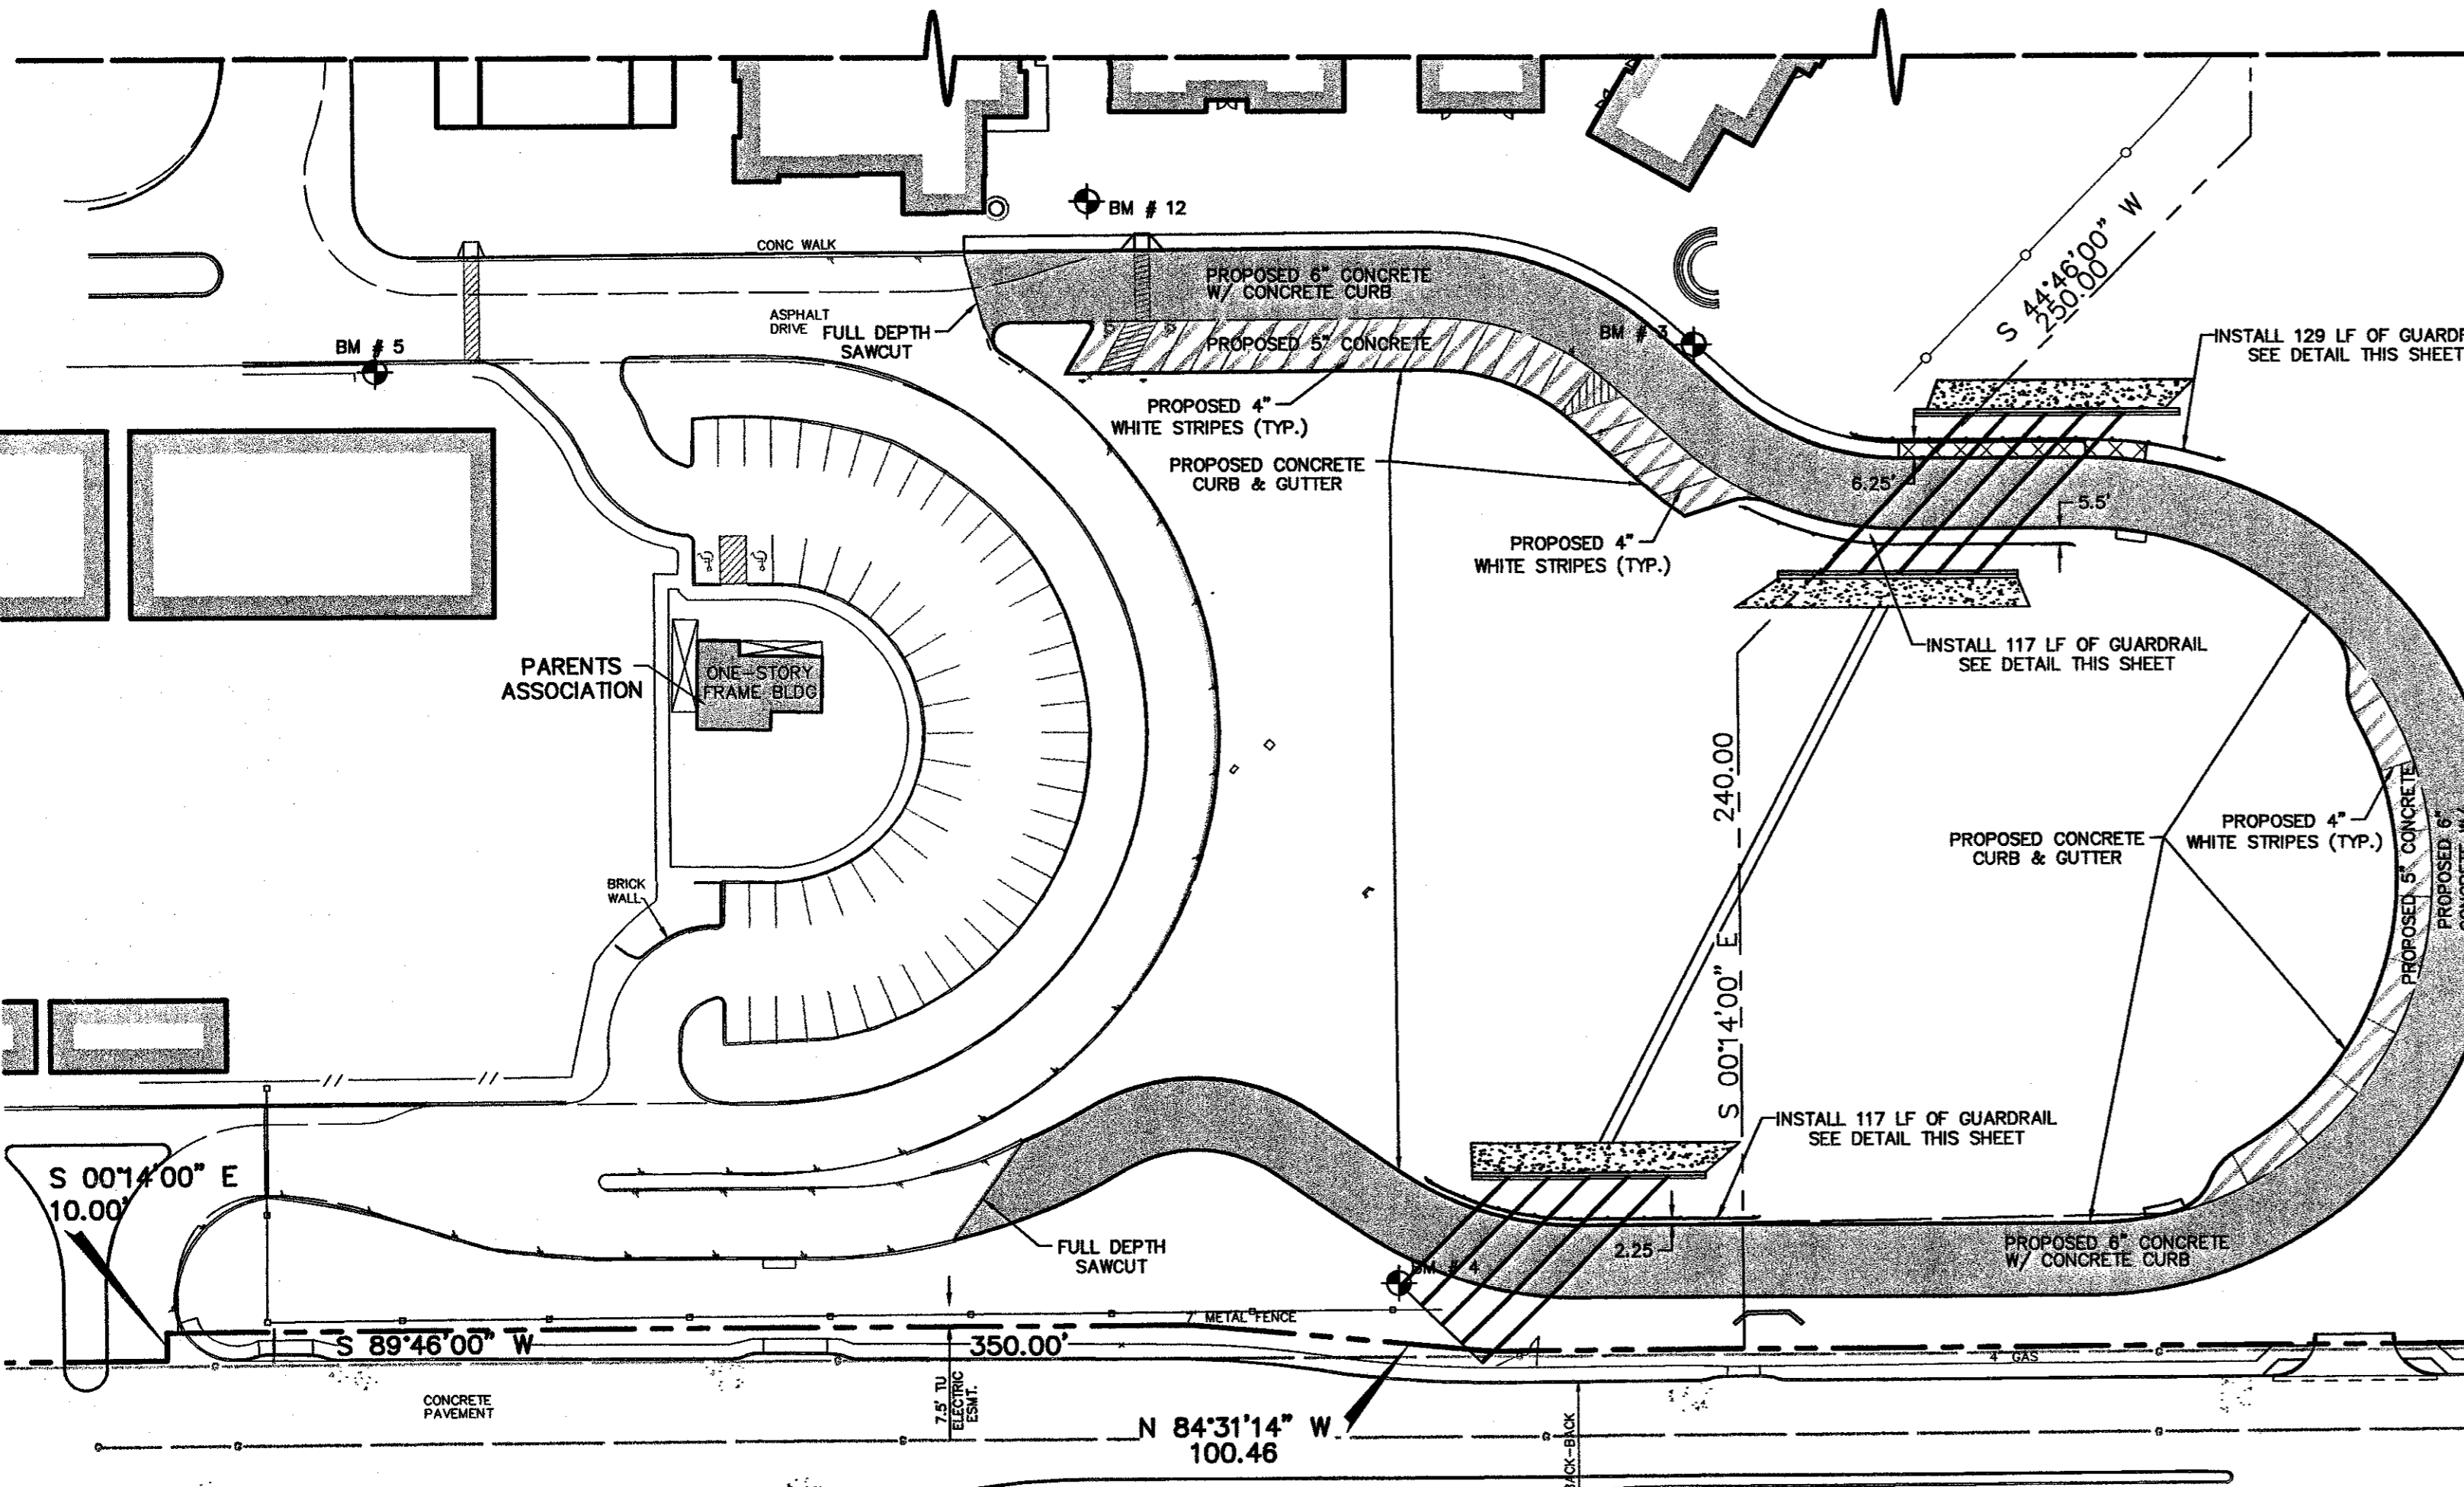 BM # 12
CONC WALK
PROPOSED 6" CONCRETE
W/ CONCRETE CURB
S 44°46'00" W
250.00
ASPHALT
DRIVE
FULL DEPTH
SAWCUT
BM # 5
PROPOSED 5" CONCRETE
BM # 3
INSTALL 129 LF OF GUARDR
SEE DETAIL THIS SHEET
PROPOSED 4"
WHITE STRIPES (TYP.)
PROPOSED CONCRETE
CURB & GUTTER
6.25'
5.5'
PROPOSED 4"
WHITE STRIPES (TYP.)
INSTALL 117 LF OF GUARDRAIL
SEE DETAIL THIS SHEET
PARENTS
ASSOCIATION
ONE-STORY
FRAME BLDG
S 00°14'00" E 240.00
PROPOSED CONCRETE
CURB & GUTTER
PROPOSED 4"
WHITE STRIPES (TYP.)
PROPOSED 5" CONCRETE
PROPOSED 6"
BRICK
WALL
INSTALL 117 LF OF GUARDRAIL
SEE DETAIL THIS SHEET
S 00°14'00" E
10.00'
FULL DEPTH
SAWCUT
2.25
PROPOSED 6" CONCRETE
W/ CONCRETE CURB
BM # 4
7' METAL FENCE
S 89°46'00" W 350.00'
4" GAS
CONCRETE
PAVEMENT
7.5' TU
ELECTRIC
ESMT.
N 84°31'14" W
100.46
BACK-BACK